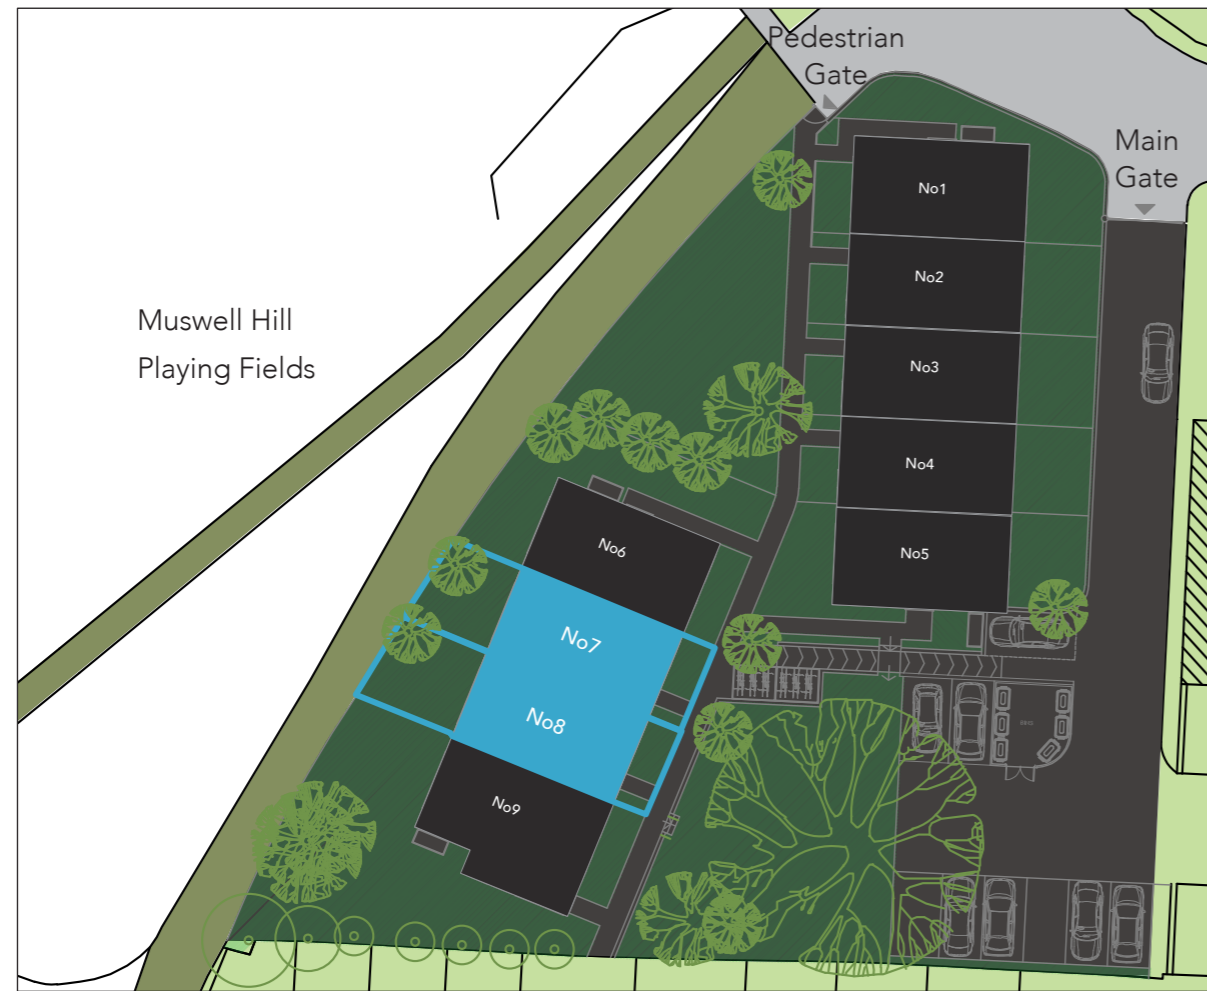 Pedestrian
Gate
Main
Gate
No1
No2
Muswell Hill
Playing Fields
No3
No4
No5
No6
No7
No8
No9